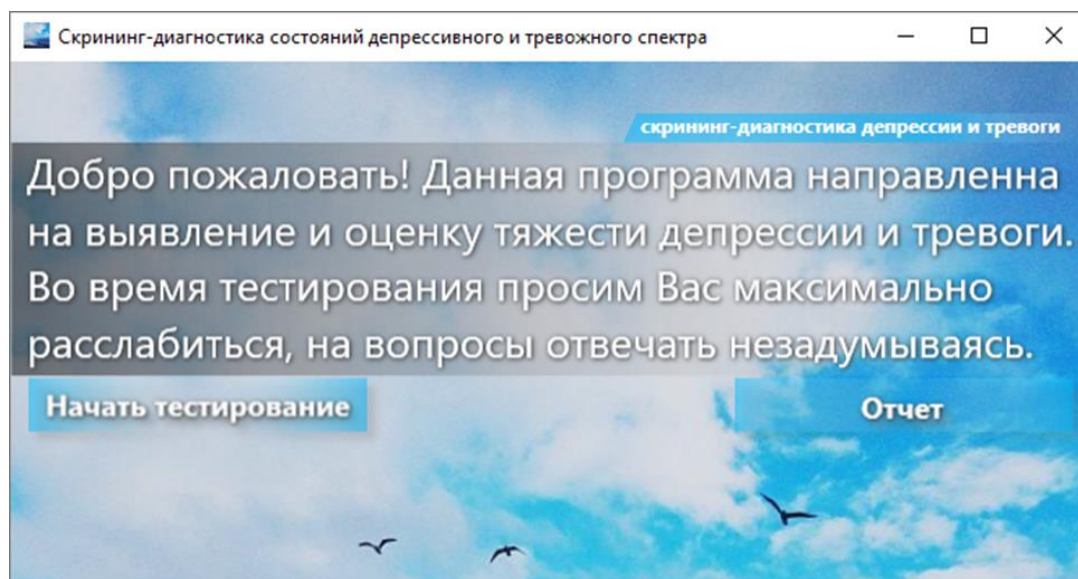 Скрининг-диагностика состояний депрессивного и тревожного спектра
скрининг-диагностика депрессии и тревоги
Добро пожаловать! Данная программа направленна
на выявление и оценку тяжести депрессии и тревоги.
Во время тестирования просим Вас максимально
расслабиться, на вопросы отвечать незадумываясь.
Начать тестирование
Отчет